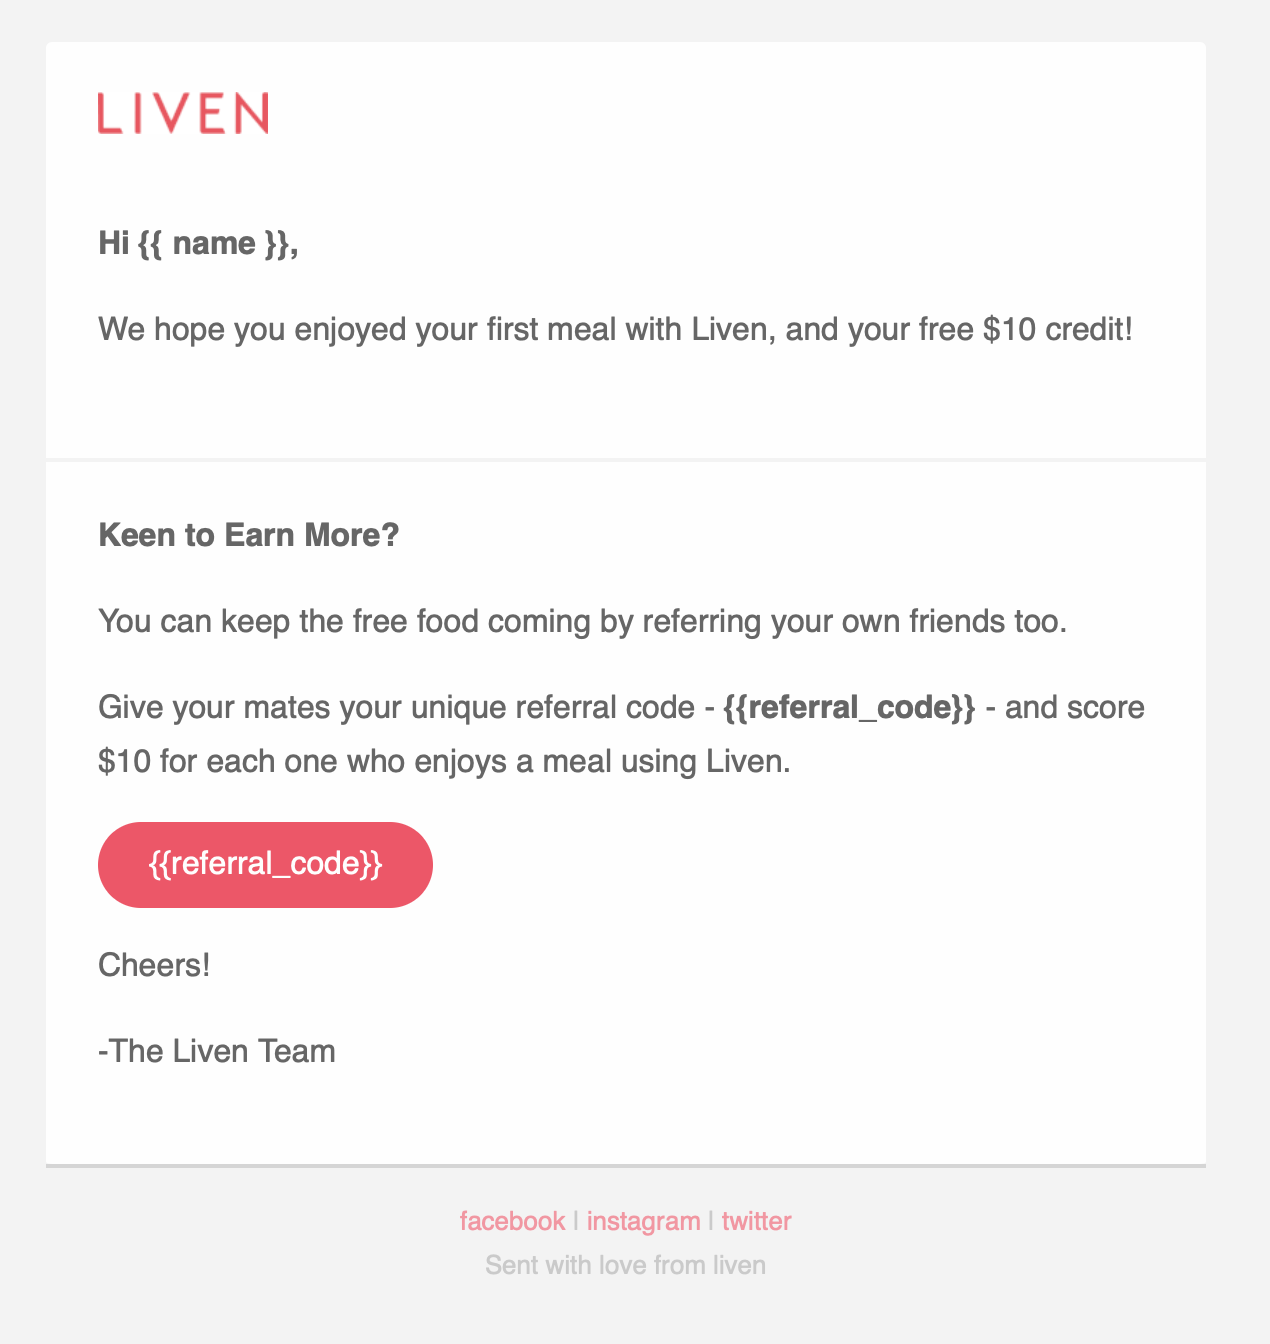 LIVEN
Hi {{ name }},
We hope you enjoyed your first meal with Liven, and your free $10 credit!
Keen to Earn More?
You can keep the free food coming by referring your own friends too.
Give your mates your unique referral code - {{referral_code}} - and score
$10 for each one who enjoys a meal using Liven.
{{referral_code}}
Cheers!
-The Liven Team
facebook | instagram | twitter
Sent with love from liven